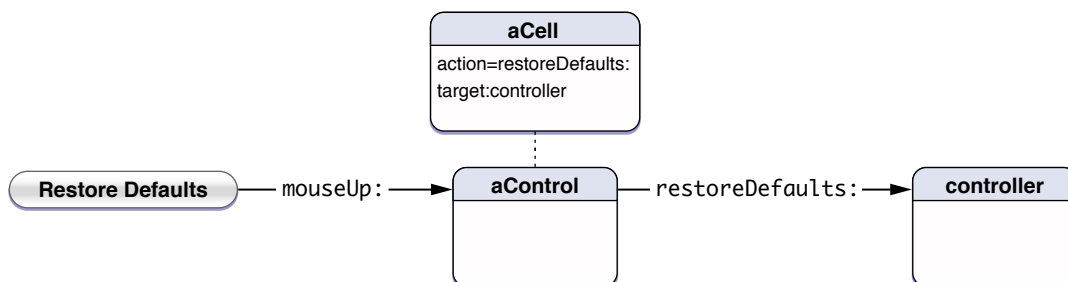 aCell
action=restoreDefaults:
target:controller
Restore Defaults
mouseUp:
aControl
restoreDefaults:
controller